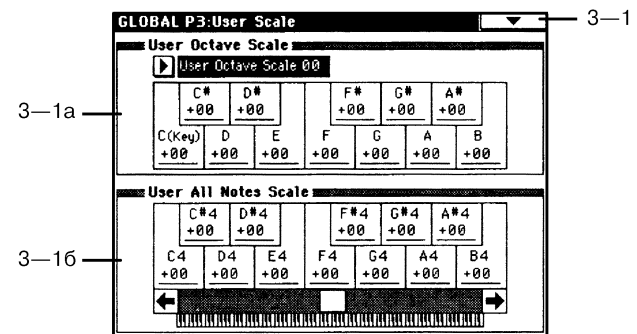 GLOBAL P3:User Scale
3—1
User Octave Scale
User Octave Scale 00
3—1a
C# D# F# G# A#
+00 +00 +00 +00 +00
C(Key) D E F G A B
+00 +00 +00 +00 +00 +00 +00
User All Notes Scale
C#4 D#4 F#4 G#4 A#4
+00 +00 +00 +00 +00
3—1б
C4 D4 E4 F4 G4 A4 B4
+00 +00 +00 +00 +00 +00 +00